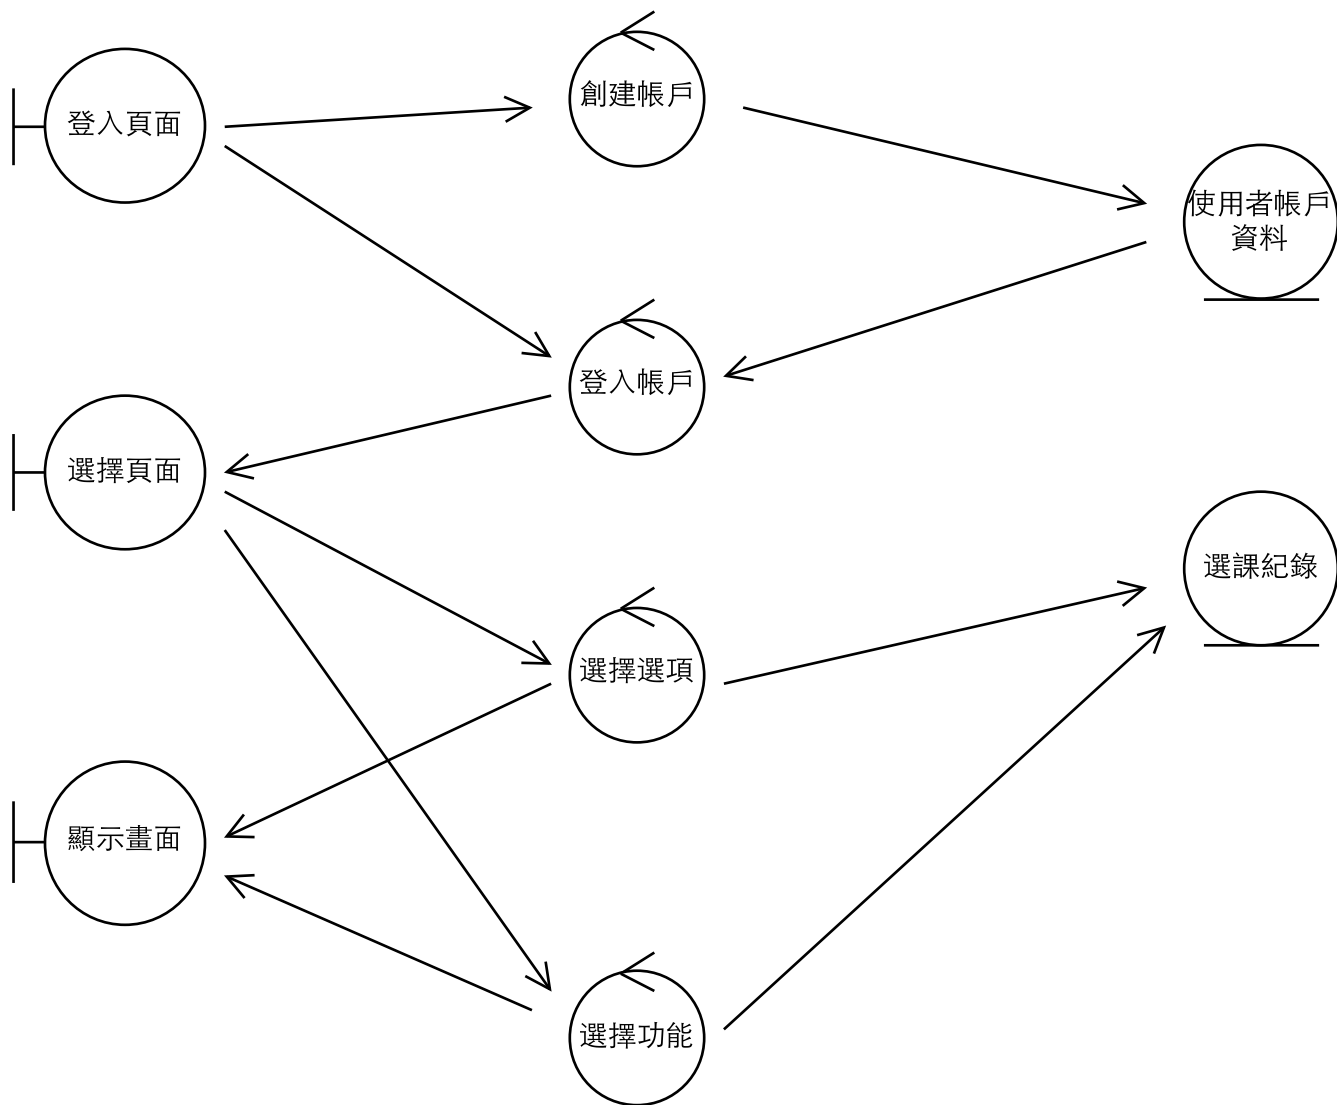 登入頁面
創建帳戶
使用者帳戶
資料
登入帳戶
選擇頁面
選課紀錄
選擇選項
顯示畫面
選擇功能